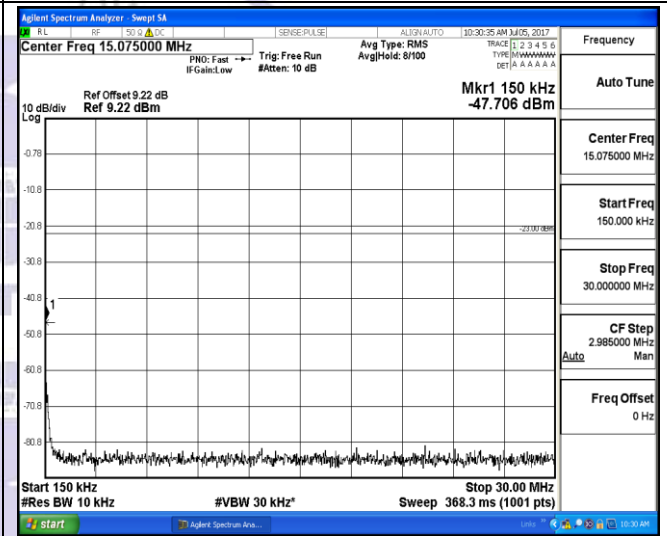 Agilent Spectrum Analyzer - Swept SA
RL RF 50 Ω DC SENSE:PULSE ALIGN AUTO 10:30:35 AM Jul 05, 2017
Center Freq 15.075000 MHz
PNO: Fast
IFGain:Low
Trig: Free Run
#Atten: 10 dB
Avg Type: RMS
Avg|Hold: 8/100
TRACE 1 2 3 4 5 6
TYPE MWWWWW
DET A A A A A A
Frequency
Auto Tune
Mkr1 150 kHz
-47.706 dBm
Ref Offset 9.22 dB
10 dB/div Ref 9.22 dBm
Log
-0.78
-10.8
-20.8
-30.8
-40.8
-50.8
-60.8
-70.8
-80.8
-23.00 dBm
1
Center Freq
15.075000 MHz
Start Freq
150.000 kHz
Stop Freq
30.000000 MHz
CF Step
2.985000 MHz
Auto Man
Freq Offset
0 Hz
Start 150 kHz Stop 30.00 MHz
#Res BW 10 kHz #VBW 30 kHz* Sweep 368.3 ms (1001 pts)
start Agilent Spectrum Ana... Links » 10:30 AM